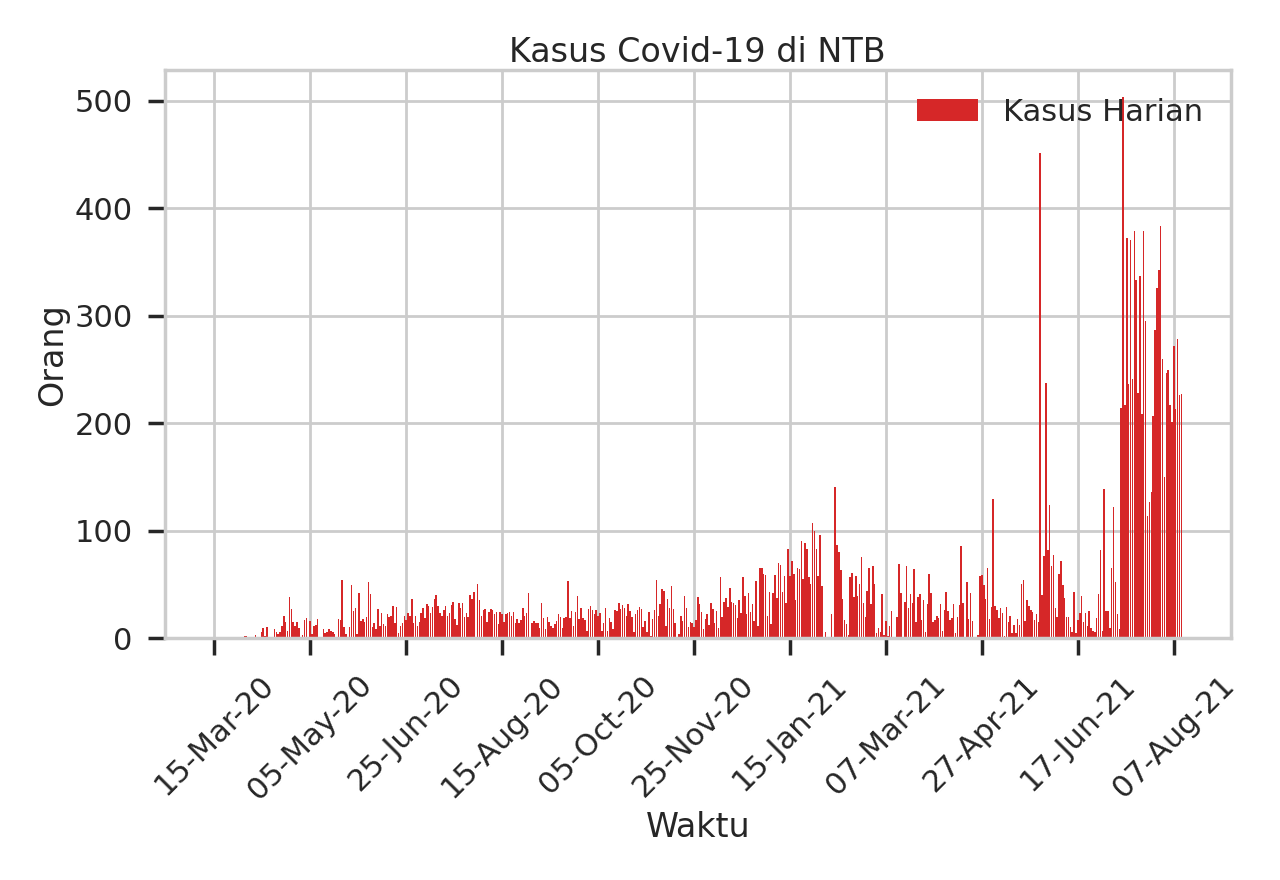 Kasus Covid-19 di NTB
Kasus Harian
Orang
500
400
300
200
100
0
15-Mar-20
05-May-20
25-Jun-20
15-Aug-20
05-Oct-20
25-Nov-20
15-Jan-21
07-Mar-21
27-Apr-21
17-Jun-21
07-Aug-21
Waktu